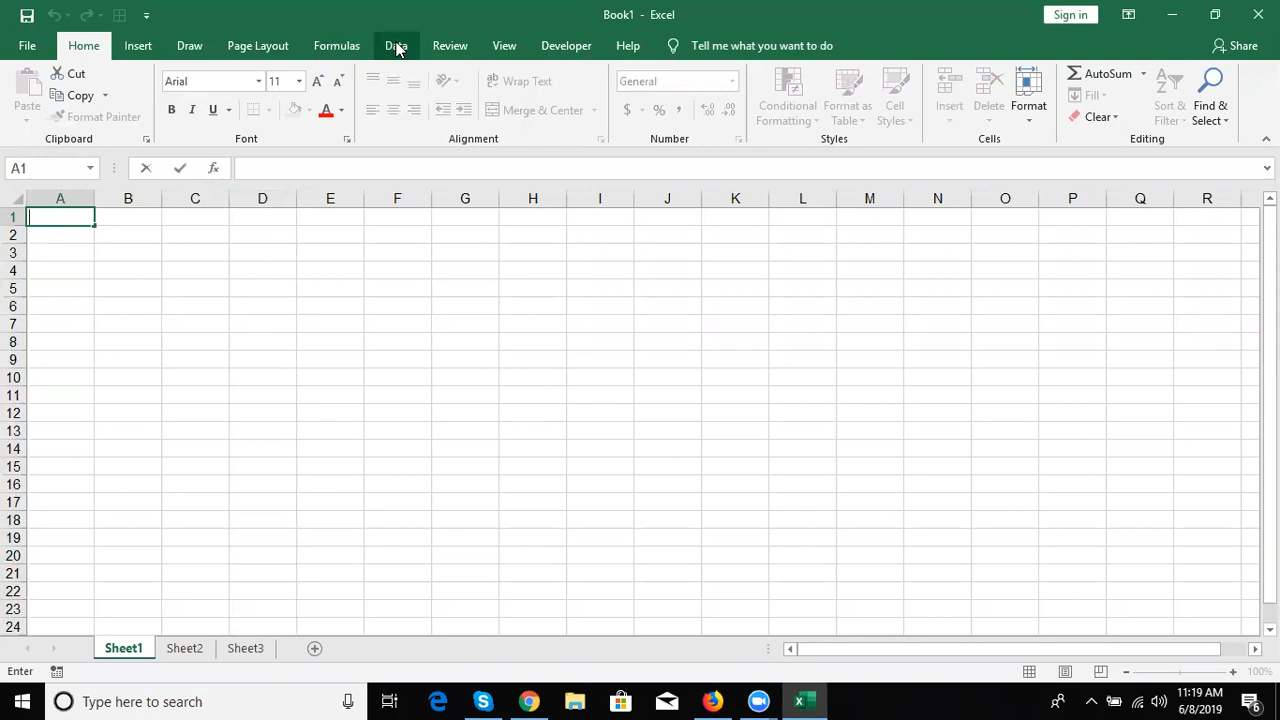 Book1 - Excel
Sign in
File Home Insert Draw Page Layout Formulas Data Review View Developer Help Tell me what you want to do Share
Paste
Cut
Copy
Format Painter
Clipboard
Arial 11
B I U A
Font
Wrap Text
Merge & Center
Alignment
General
$ % ,
Number
Conditional Formatting
Format as Table
Cell Styles
Styles
Insert Delete Format
Cells
AutoSum
Fill
Clear
Sort & Filter
Find & Select
Editing
A1 fx
A B C D E F G H I J K L M N O P Q R
1
2
3
4
5
6
7
8
9
10
11
12
13
14
15
16
17
18
19
20
21
22
23
24
Sheet1 Sheet2 Sheet3
Enter 100%
Type here to search
11:19 AM
6/8/2019
6